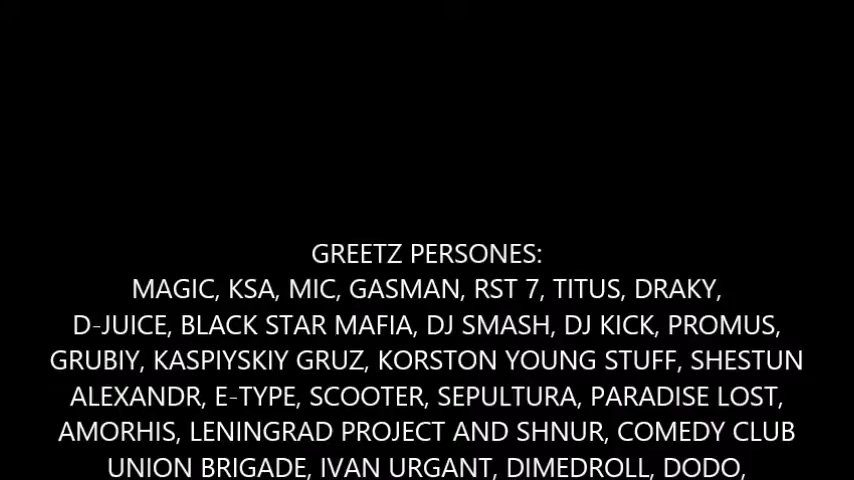 GREETZ PERSONES:
MAGIC, KSA, MIC, GASMAN, RST 7, TITUS, DRAKY,
D-JUICE, BLACK STAR MAFIA, DJ SMASH, DJ KICK, PROMUS,
GRUBIY, KASPIYSKIY GRUZ, KORSTON YOUNG STUFF, SHESTUN
ALEXANDR, E-TYPE, SCOOTER, SEPULTURA, PARADISE LOST,
AMORHIS, LENINGRAD PROJECT AND SHNUR, COMEDY CLUB
UNION BRIGADE, IVAN URGANT, DIMEDROLL, DODO,